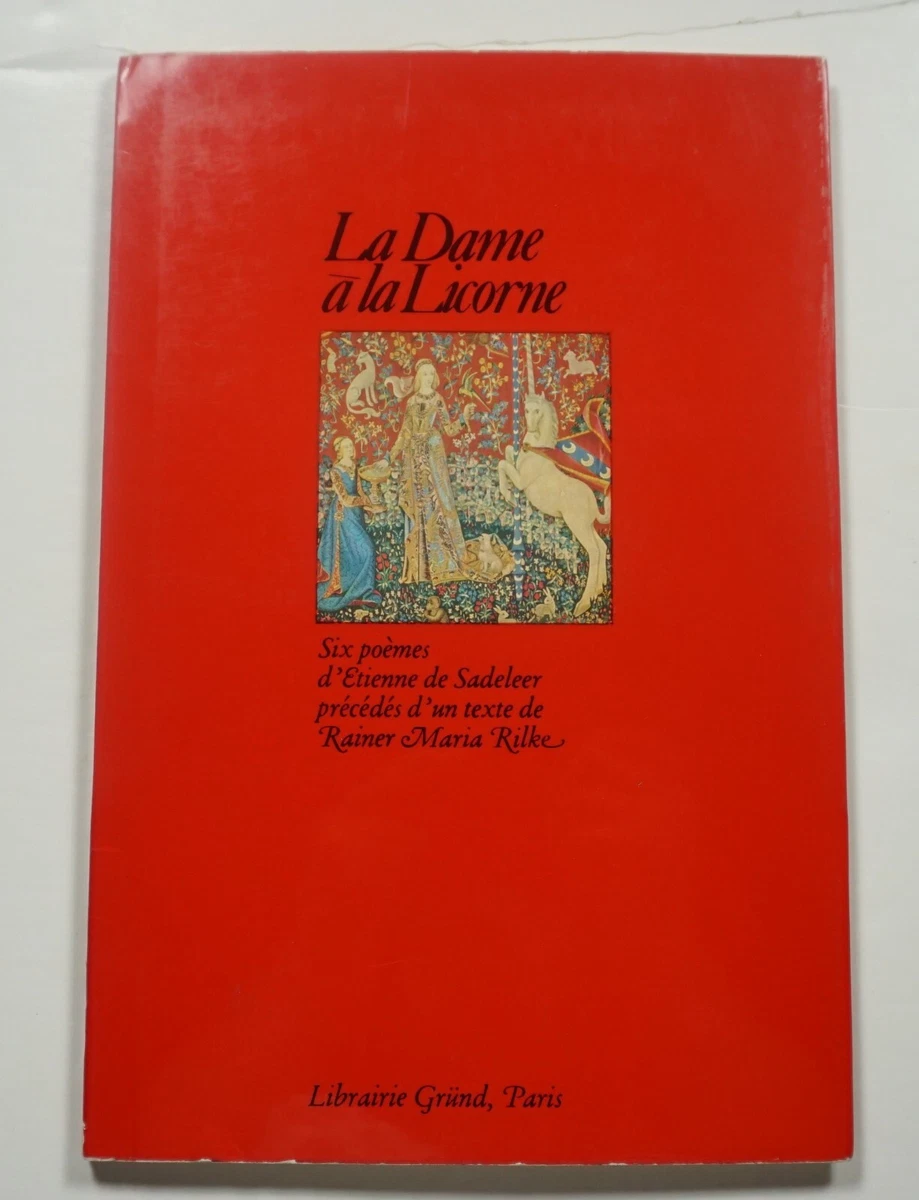 La Dame
à la Licorne
Six poèmes
d'Etienne de Sadeleer
précédés d'un texte de
Rainer Maria Rilke
Librairie Gründ, Paris